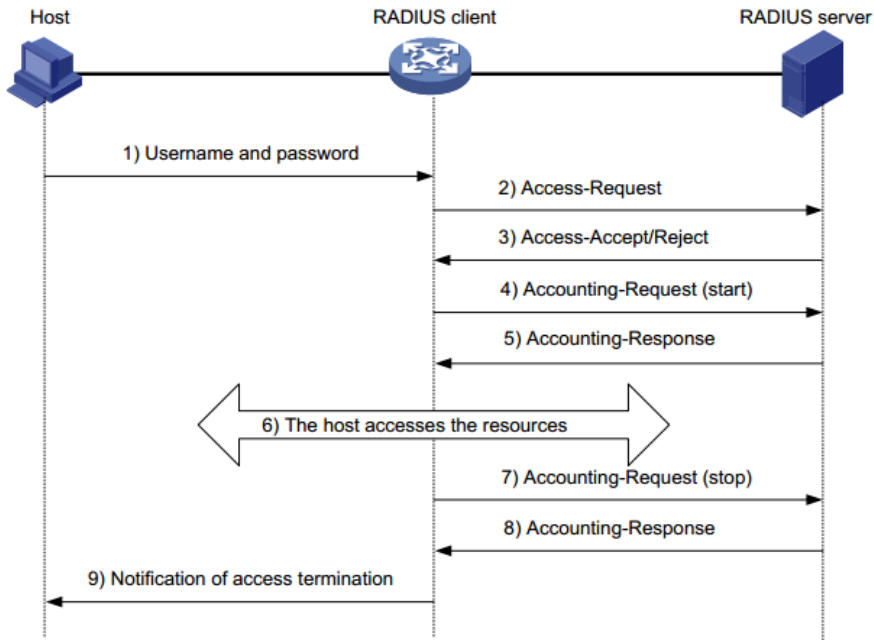 Host
RADIUS client
RADIUS server
1) Username and password
2) Access-Request
3) Access-Accept/Reject
4) Accounting-Request (start)
5) Accounting-Response
6) The host accesses the resources
7) Accounting-Request (stop)
8) Accounting-Response
9) Notification of access termination